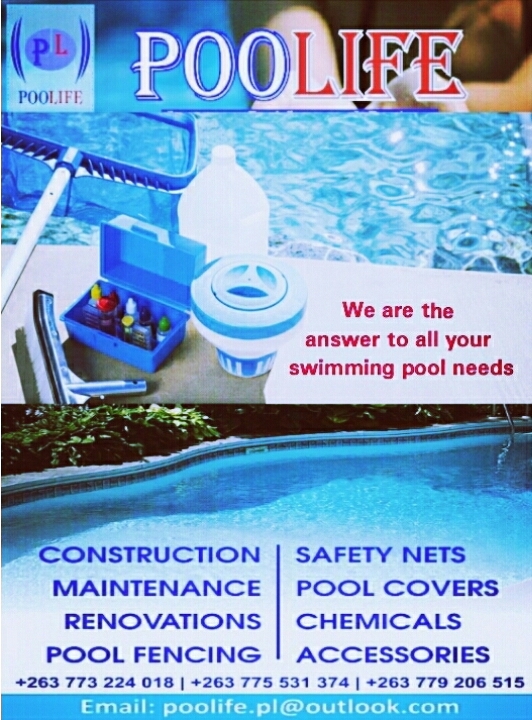 PL
POOLIFE
POOLIFE
We are the
answer to all your
swimming pool needs
CONSTRUCTION | SAFETY NETS
MAINTENANCE | POOL COVERS
RENOVATIONS | CHEMICALS
POOL FENCING | ACCESSORIES
+263 773 224 018 | +263 775 531 374 | +263 779 206 515
Email: poolife.pl@outlook.com